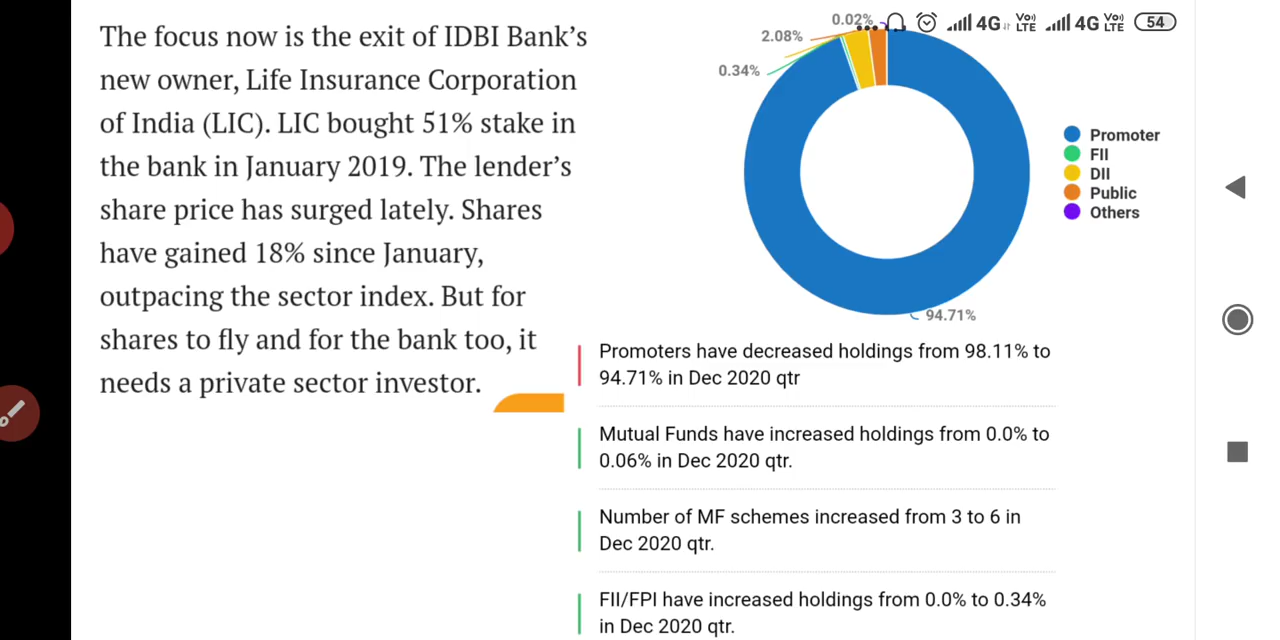 The focus now is the exit of IDBI Bank's
new owner, Life Insurance Corporation
of India (LIC). LIC bought 51% stake in
the bank in January 2019. The lender's
share price has surged lately. Shares
have gained 18% since January,
outpacing the sector index. But for
shares to fly and for the bank too, it
needs a private sector investor.
4G VoD LTE 4G VoD LTE 54
0.02%
2.08%
0.34%
94.71%
Promoter
FII
DII
Public
Others
Promoters have decreased holdings from 98.11% to
94.71% in Dec 2020 qtr
Mutual Funds have increased holdings from 0.0% to
0.06% in Dec 2020 qtr.
Number of MF schemes increased from 3 to 6 in
Dec 2020 qtr.
FII/FPI have increased holdings from 0.0% to 0.34%
in Dec 2020 qtr.